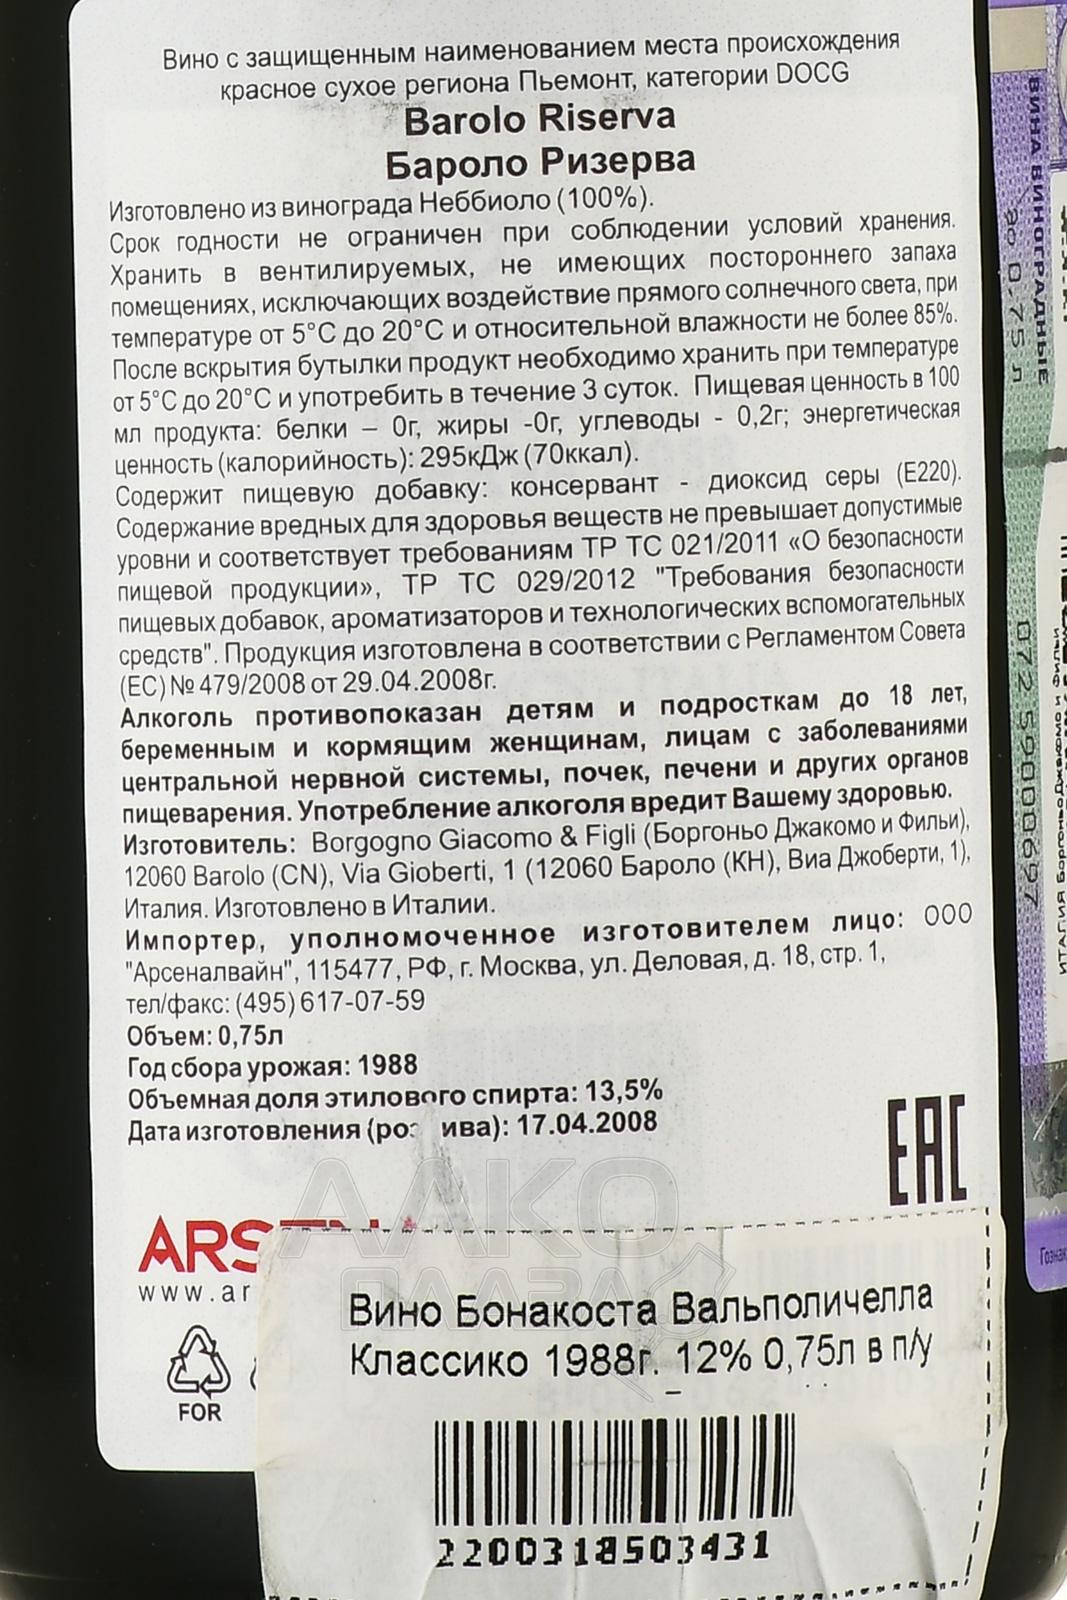 Вино с защищенным наименованием места происхождения
красное сухое региона Пьемонт, категории DOCG
Barolo Riserva
Бароло Ризерва
Изготовлено из винограда Неббиоло (100%).
Срок годности не ограничен при соблюдении условий хранения.
Хранить в вентилируемых, не имеющих постороннего запаха
помещениях, исключающих воздействие прямого солнечного света, при
температуре от 5°C до 20°C и относительной влажности не более 85%.
После вскрытия бутылки продукт необходимо хранить при температуре
от 5°C до 20°C и употребить в течение 3 суток. Пищевая ценность в 100
мл продукта: белки – 0г, жиры -0г, углеводы - 0,2г; энергетическая
ценность (калорийность): 295кДж (70ккал).
Содержит пищевую добавку: консервант - диоксид серы (Е220).
Содержание вредных для здоровья веществ не превышает допустимые
уровни и соответствует требованиям ТР ТС 021/2011 «О безопасности
пищевой продукции», ТР ТС 029/2012 "Требования безопасности
пищевых добавок, ароматизаторов и технологических вспомогательных
средств". Продукция изготовлена в соответствии с Регламентом Совета
(ЕС) № 479/2008 от 29.04.2008г.
Алкоголь противопоказан детям и подросткам до 18 лет,
беременным и кормящим женщинам, лицам с заболеваниями
центральной нервной системы, почек, печени и других органов
пищеварения. Употребление алкоголя вредит Вашему здоровью.
Изготовитель: Borgogno Giacomo & Figli (Боргоньо Джакомо и Фильи),
12060 Barolo (CN), Via Gioberti, 1 (12060 Бароло (КН), Виа Джоберти, 1),
Италия. Изготовлено в Италии.
Импортер, уполномоченное изготовителем лицо: ООО
"Арсеналвайн", 115477, РФ, г. Москва, ул. Деловая, д. 18, стр. 1,
тел/факс: (495) 617-07-59
Объем: 0,75л
Год сбора урожая: 1988
Объемная доля этилового спирта: 13,5%
Дата изготовления (ро ива): 17.04.2008
EAC
ARS
www.ar
FOR
АЛКО
ПЛАЗА
Вино Бонакоста Вальполичелла
Классико 1988г. 12% 0,75л в п/у
2200318503431
ВИНА ВИНОГРАДНЫЕ
до 0.75 л
072 5900697
ИТАЛИЯ Боргоньо Джакомо и Фильи
Гознак